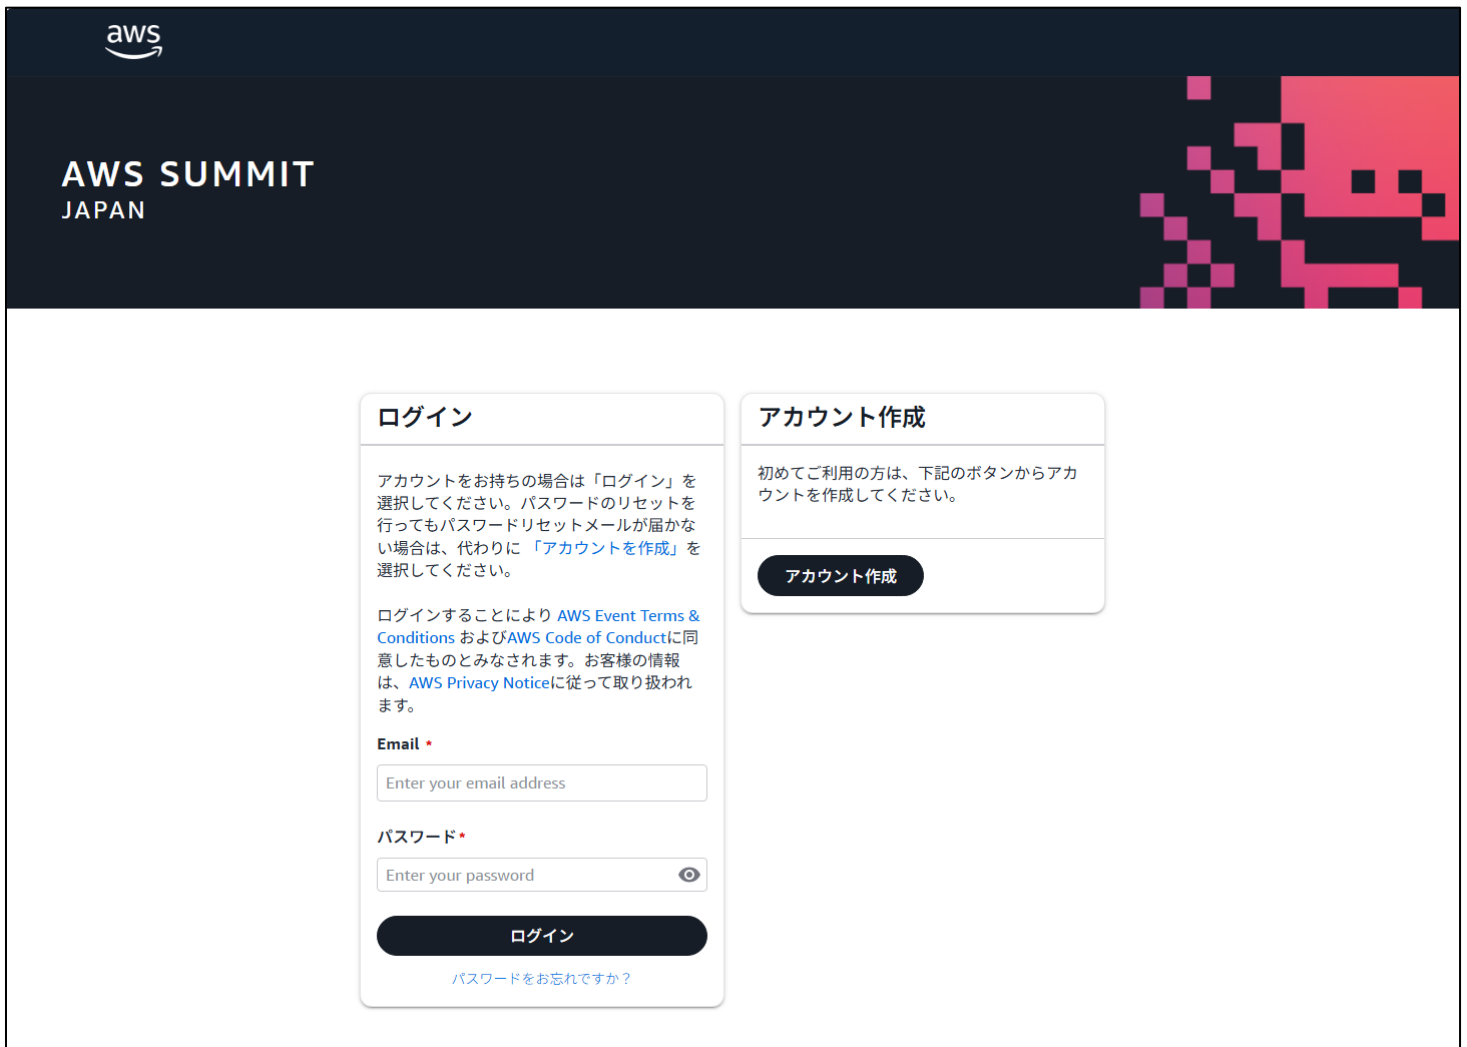 aws
AWS SUMMIT
JAPAN
ログイン
アカウントをお持ちの場合は「ログイン」を
選択してください。パスワードのリセットを
行ってもパスワードリセットメールが届かな
い場合は、代わりに 「アカウントを作成」を
選択してください。
ログインすることにより AWS Event Terms &
Conditions およびAWS Code of Conductに同
意したものとみなされます。お客様の情報
は、AWS Privacy Noticeに従って取り扱われ
ます。
Email *
Enter your email address
パスワード*
Enter your password
ログイン
パスワードをお忘れですか？
アカウント作成
初めてご利用の方は、下記のボタンからアカ
ウントを作成してください。
アカウント作成